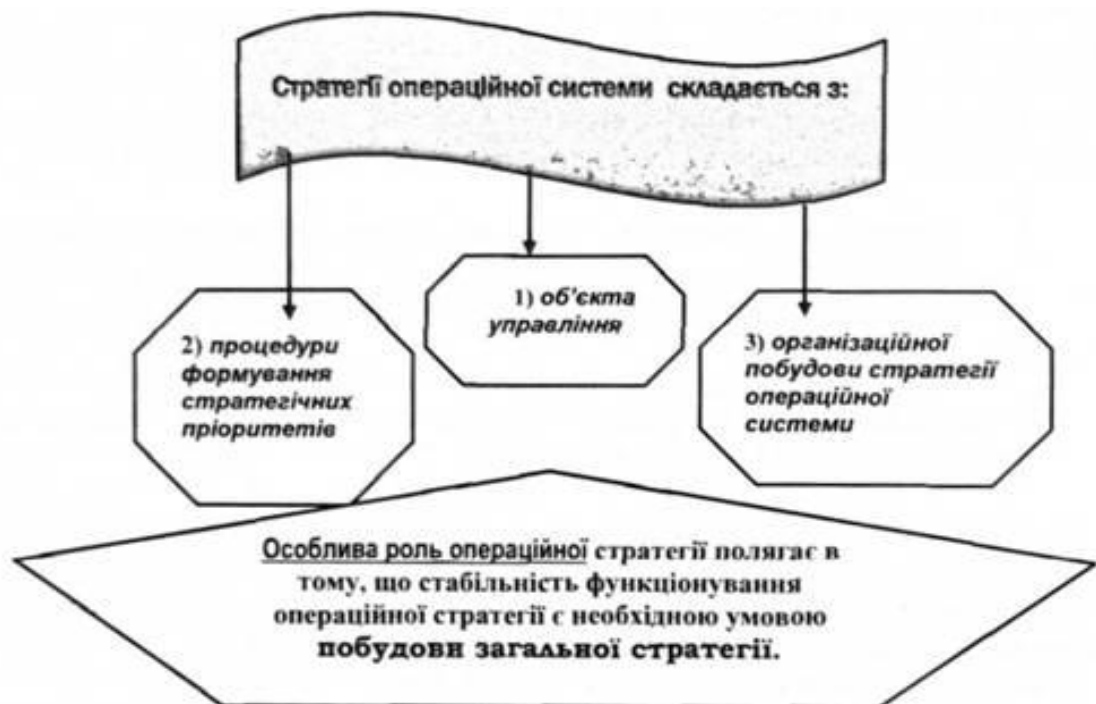 Стратегії операційної системи складається з:
1) об'єкта
управління
2) процедури
формування
стратегічних
пріоритетів
3) організаційної
побудови стратегії
операційної
системи
Особлива роль операційної стратегії полягає в
тому, що стабільність функціонування
операційної стратегії є необхідною умовою
побудови загальної стратегії.